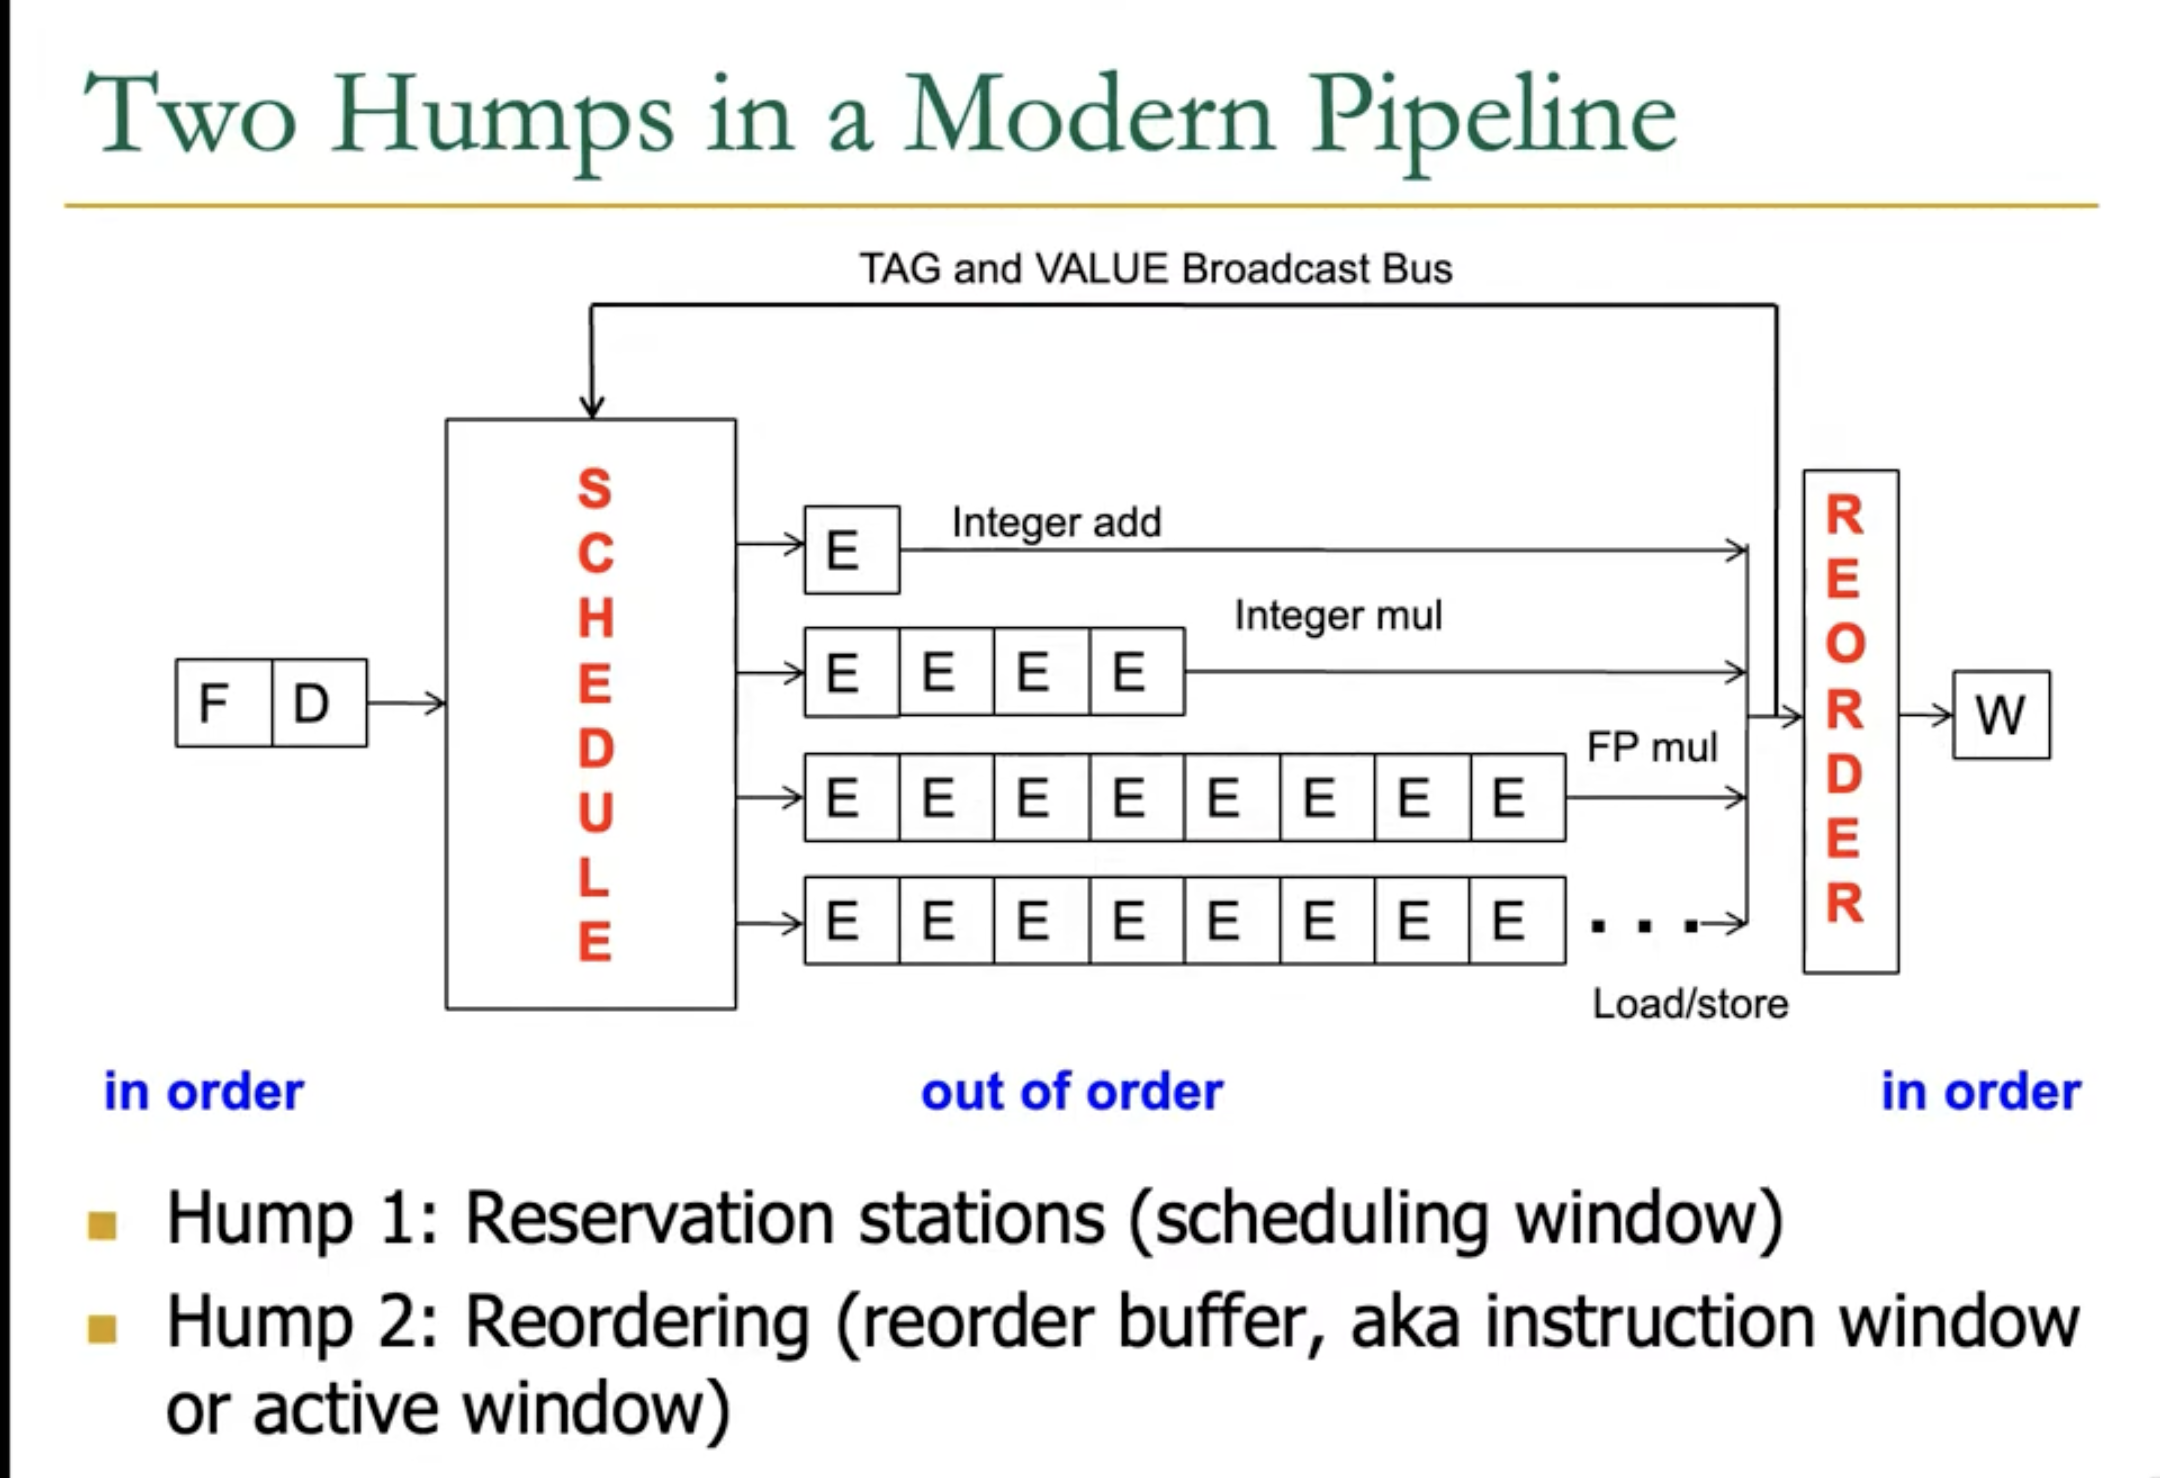 Two Humps in a Modern Pipeline
TAG and VALUE Broadcast Bus
F D
SCHEDULE
E
Integer add
E E E E
Integer mul
E E E E E E E E
FP mul
E E E E E E E E . . .
Load/store
REORDER
W
in order
out of order
in order
Hump 1: Reservation stations (scheduling window)
Hump 2: Reordering (reorder buffer, aka instruction window
or active window)